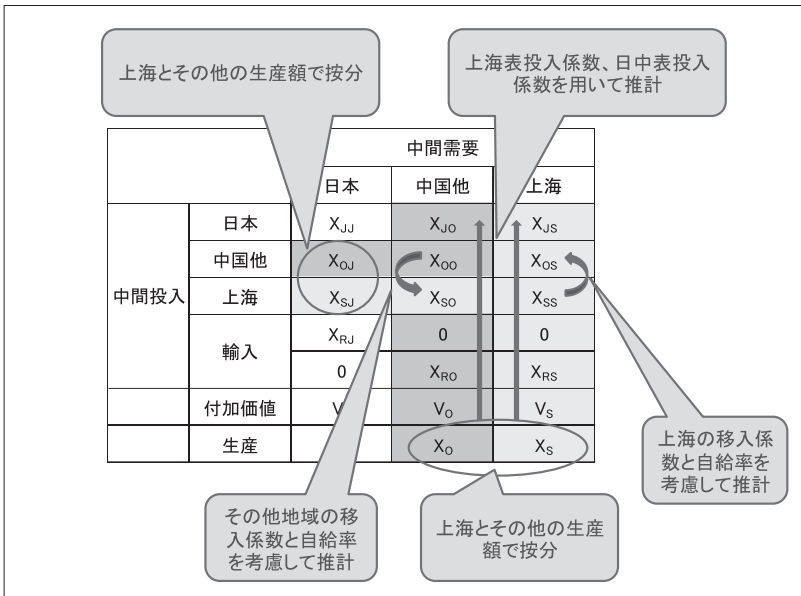 上海とその他の生産額で按分
上海表投入係数、日中表投入
係数を用いて推計
中間需要
日本 中国他 上海
中間投入 日本 X_JJ X_JO X_JS
中国他 X_OJ X_OO X_OS
上海 X_SJ X_SO X_SS
輸入 X_RJ 0 0
0 X_RO X_RS
付加価値 V V_O V_S
生産 X_O X_S
その他地域の移
入係数と自給率
を考慮して推計
上海とその他の生産
額で按分
上海の移入係
数と自給率を
考慮して推計